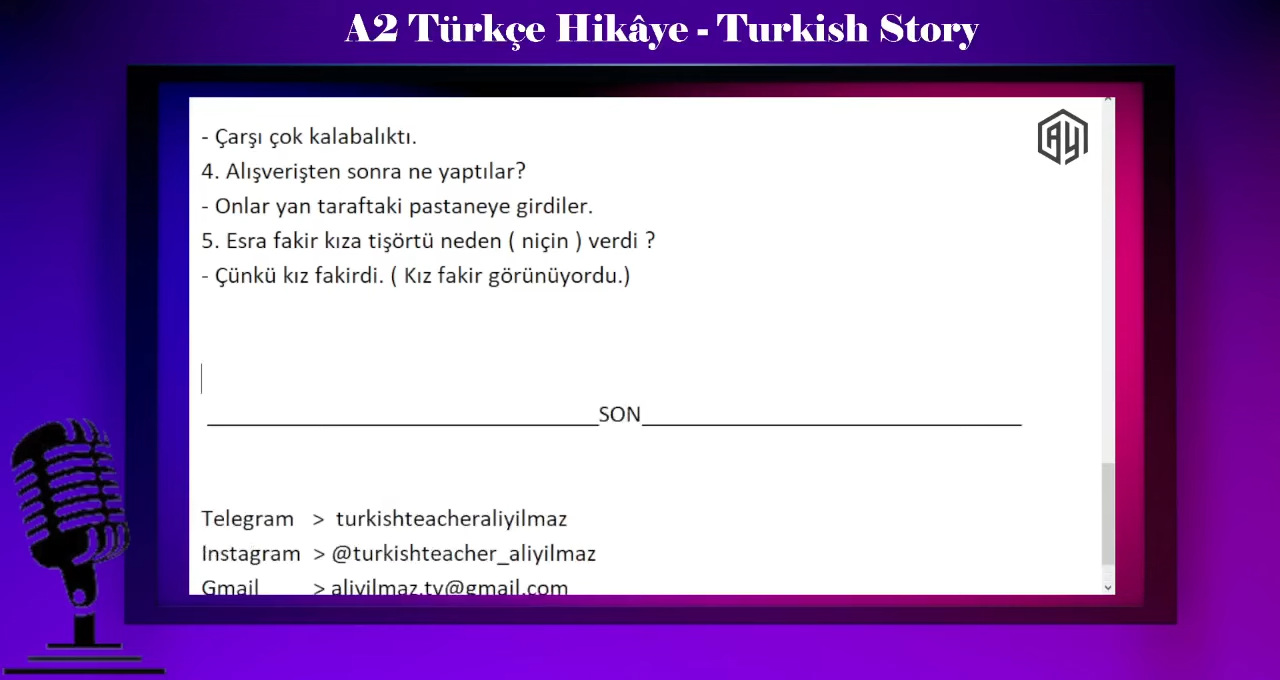 A2 Türkçe Hikâye - Turkish Story
- Çarşı çok kalabalıktı.
4. Alışverişten sonra ne yaptılar?
- Onlar yan taraftaki pastaneye girdiler.
5. Esra fakir kıza tişörtü neden ( niçin ) verdi ?
- Çünkü kız fakirdi. ( Kız fakir görünüyordu.)
SON
Telegram > turkishteacheraliyilmaz
Instagram > @turkishteacher_aliyilmaz
Gmail > aliyilmaz.tv@gmail.com